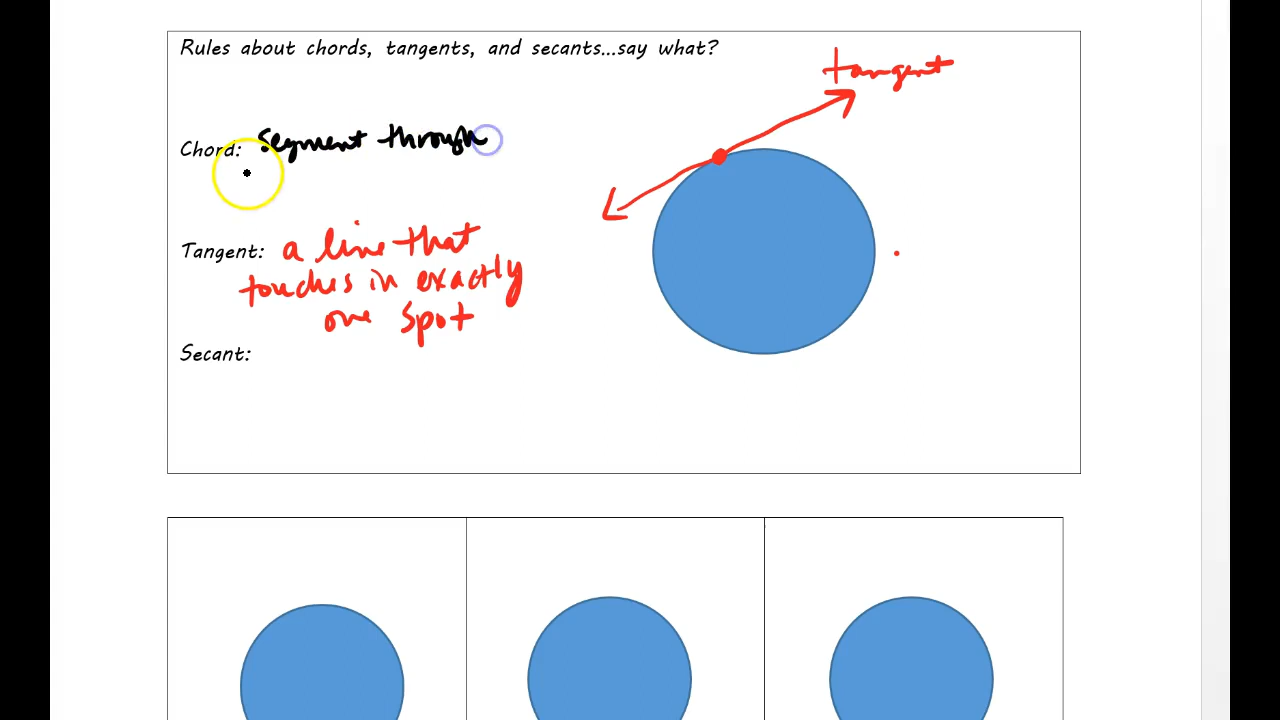 Rules about chords, tangents, and secants...say what?
tangent
Chord: segment through
Tangent: a line that
touches in exactly
one spot
Secant: